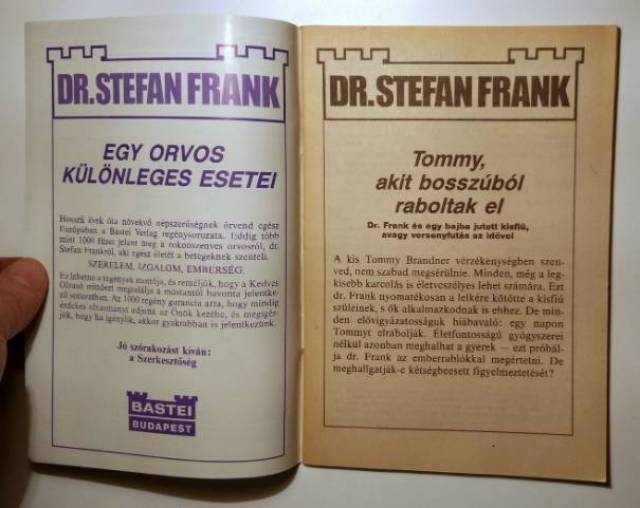 DR.STEFAN FRANK
EGY ORVOS
KÜLÖNLEGES ESETEI
Hosszú évek óta növekvő népszerűségnek örvend egész
Európában a Bastei Verlag regénysorozata. Eddig több
mint 1000 füzet jelent meg a rokonszenves orvosról, dr.
Stefan Frankról, aki egész életét a betegeknek szenteli.
SZERELEM, IZGALOM, EMBERSÉG.
Ez lehetne a regények mottója, és reméljük, hogy a Kedves
Olvasó mindezt megtalálja a mostantól havonta jelentke-
ző sorozatban. Az 1000 regény garancia arra, hogy mindig
érdekes olvasmányt adjunk az Önök kezébe, és megígér-
jük, hogy ha igénylik, akkor gyakrabban is jelentkezünk.
Jó szórakozást kíván:
a Szerkesztőség
BASTEI
BUDAPEST
DR.STEFAN FRANK
Tommy,
akit bosszúból
raboltak el
Dr. Frank és egy bajba jutott kisfiú,
avagy versenyfutás az idővel
A kis Tommy Brandner vérzékenységben szen-
ved, nem szabad megsérülnie. Minden, még a leg-
kisebb karcolás is életveszélyes lehet számára. Ezt
dr. Frank nyomatékosan a lelkére kötötte a kisfiú
szüleinek, s ők alkalmazkodnak is ehhez. De min-
den elővigyázatosságuk hiábavaló: egy napon
Tommyt elrabolják. Életfontosságú gyógyszerei
nélkül azonban meghalhat a gyerek — ezt próbál-
ja dr. Frank az emberrablókkal megértetni. De
meghallgatják-e kétségbeesett figyelmeztetését?